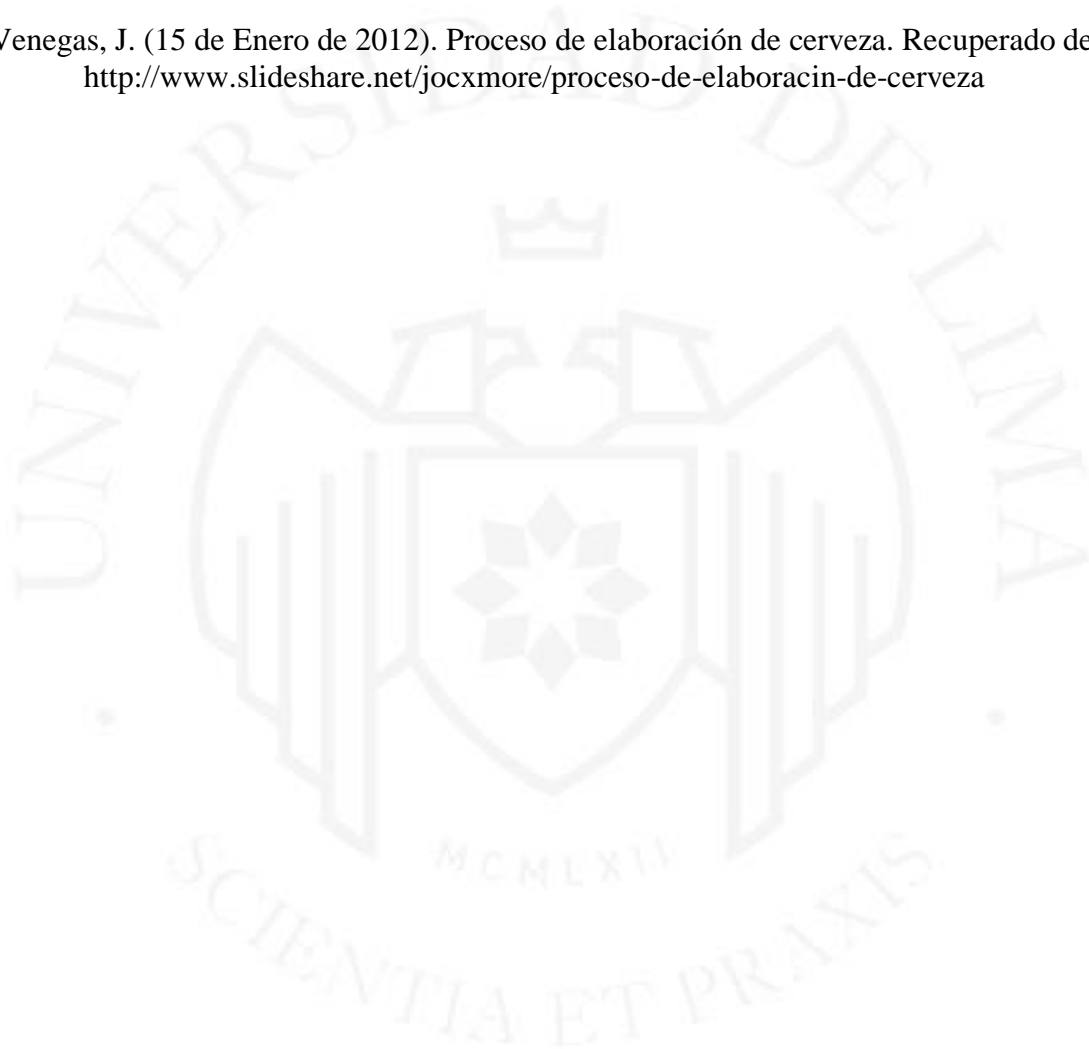 Venegas, J. (15 de Enero de 2012). Proceso de elaboración de cerveza. Recuperado de
http://www.slideshare.net/jocxmore/proceso-de-elaboracin-de-cerveza
UNIVERSIDAD DE LIMA
MCMLXII
SCIENTIA ET PRAXIS